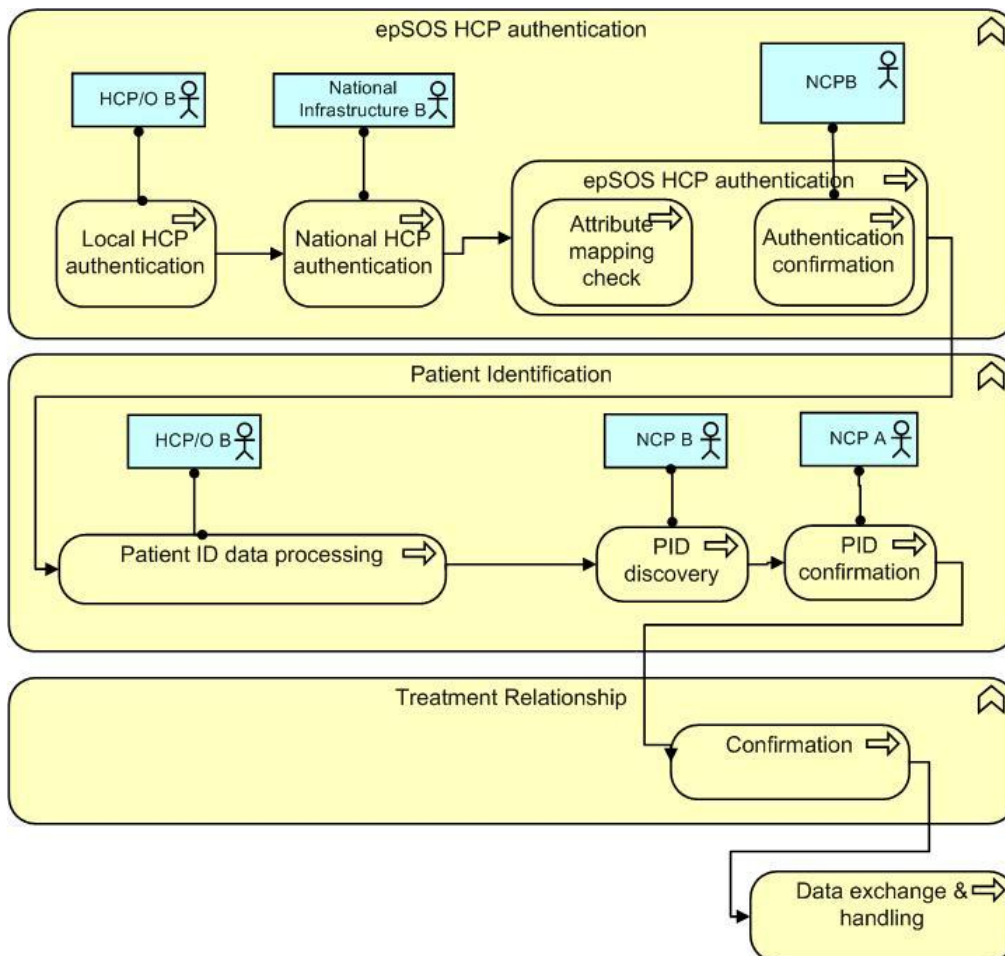 epSOS HCP authentication
HCP/O B
National
Infrastructure B
NCPB
epSOS HCP authentication
Local HCP
authentication
National HCP
authentication
Attribute
mapping
check
Authentication
confirmation
Patient Identification
HCP/O B
NCP B
NCP A
Patient ID data processing
PID
discovery
PID
confirmation
Treatment Relationship
Confirmation
Data exchange &
handling